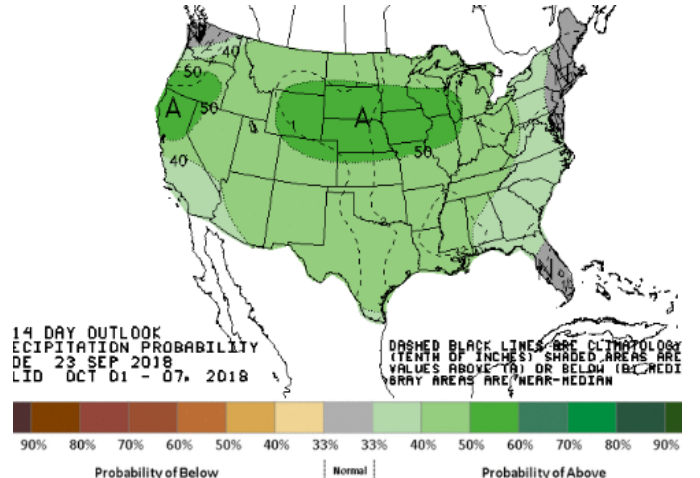 40
50
A
50
A
50
40
2
14 DAY OUTLOOK
ECIPITATION PROBABILITY
DE 23 SEP 2018
LID OCT 01 - 07, 2018
DASHED BLACK LINES ARE CLIMATOLOGY
(TENTH OF INCHES) SHADED AREAS ARE
VALUES ABOVE (A) OR BELOW (B) MEDI
GRAY AREAS ARE NEAR-MEDIAN
90% 80% 70% 60% 50% 40% 33% 33% 40% 50% 60% 70% 80% 90%
Probability of Below Normal Probability of Above